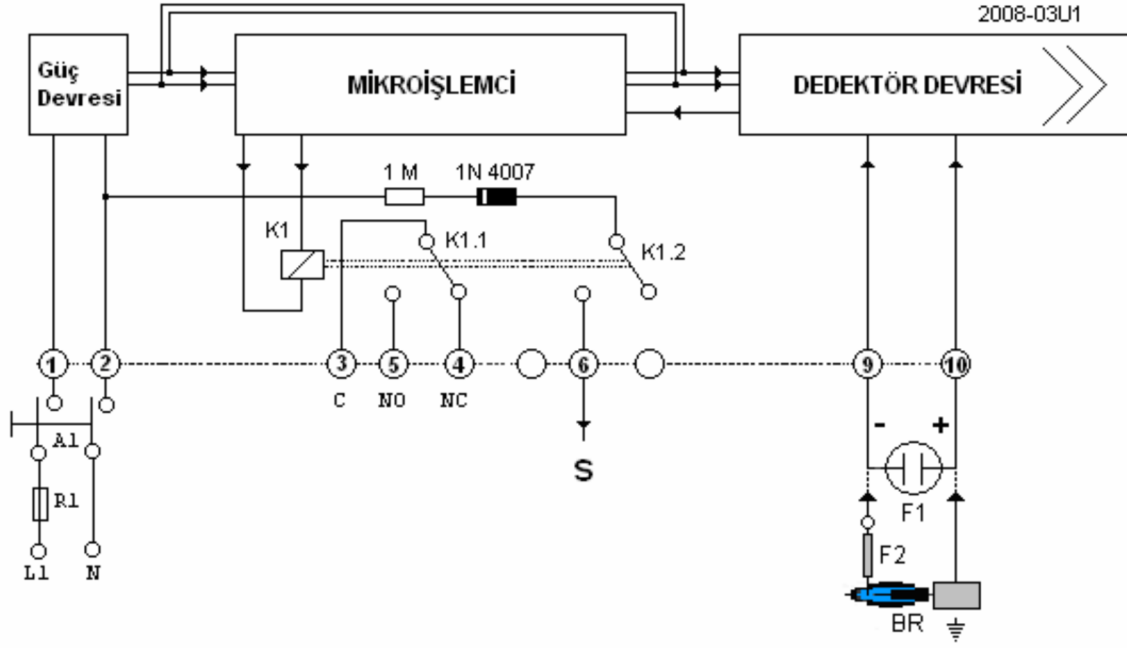 2008-03U1
Güç
Devresi
MİKROİŞLEMCİ
DEDEKTÖR DEVRESİ
1 M
1N 4007
K1
K1.1
K1.2
1
2
3
5
4
6
9
10
C
NO
NC
A1
S
- +
R1
F1
F2
L1
N
BR